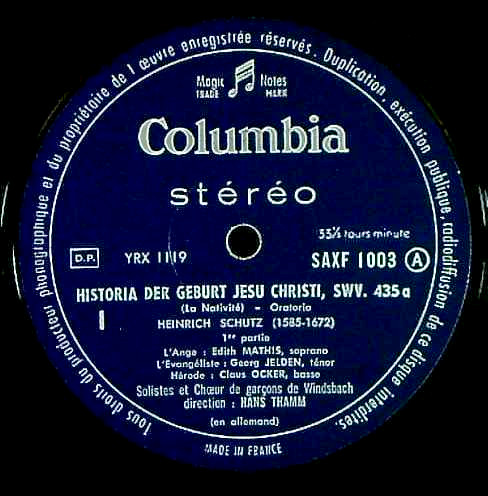 Tous droits du producteur phonographique et du propriétaire de l'œuvre enregistrée réservés. Duplication, exécution publique, radiodiffusion de ce disque interdites.
Magic Notes
TRADE MARK
Columbia
stéréo
33⅓ tours minute
D.P. YRX 1119 SAXF 1003 A
HISTORIA DER GEBURT JESU CHRISTI, SWV. 435a
(La Nativité) - Oratorio
I HEINRICH SCHUTZ (1585-1672)
1re partie
L'Ange : Edith MATHIS, soprano
L'Evangéliste : Georg JELDEN, ténor
Hérode : Claus OCKER, basse
Solistes et Chœur de garçons de Windsbach
direction : HANS THAMM
(en allemand)
MADE IN FRANCE